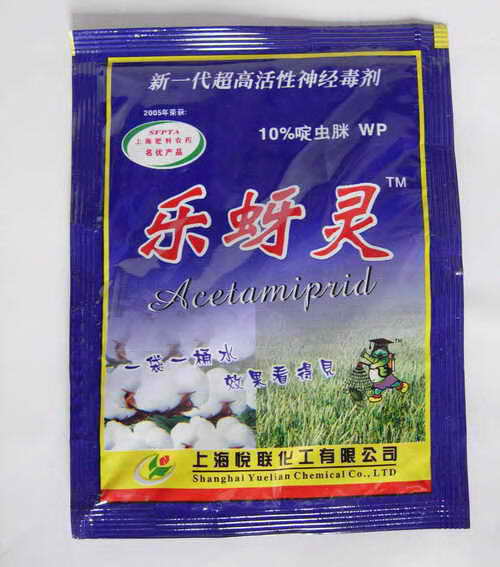 新一代超高活性神经毒剂
2005年荣获:
SFPTA
上海肥料农药
名优产品
10%啶虫脒 WP
乐蚜灵™
Acetamiprid
一袋一桶水
效果看得见
TM
上海悦联化工有限公司
Shanghai Yuelian Chemical Co., LTD